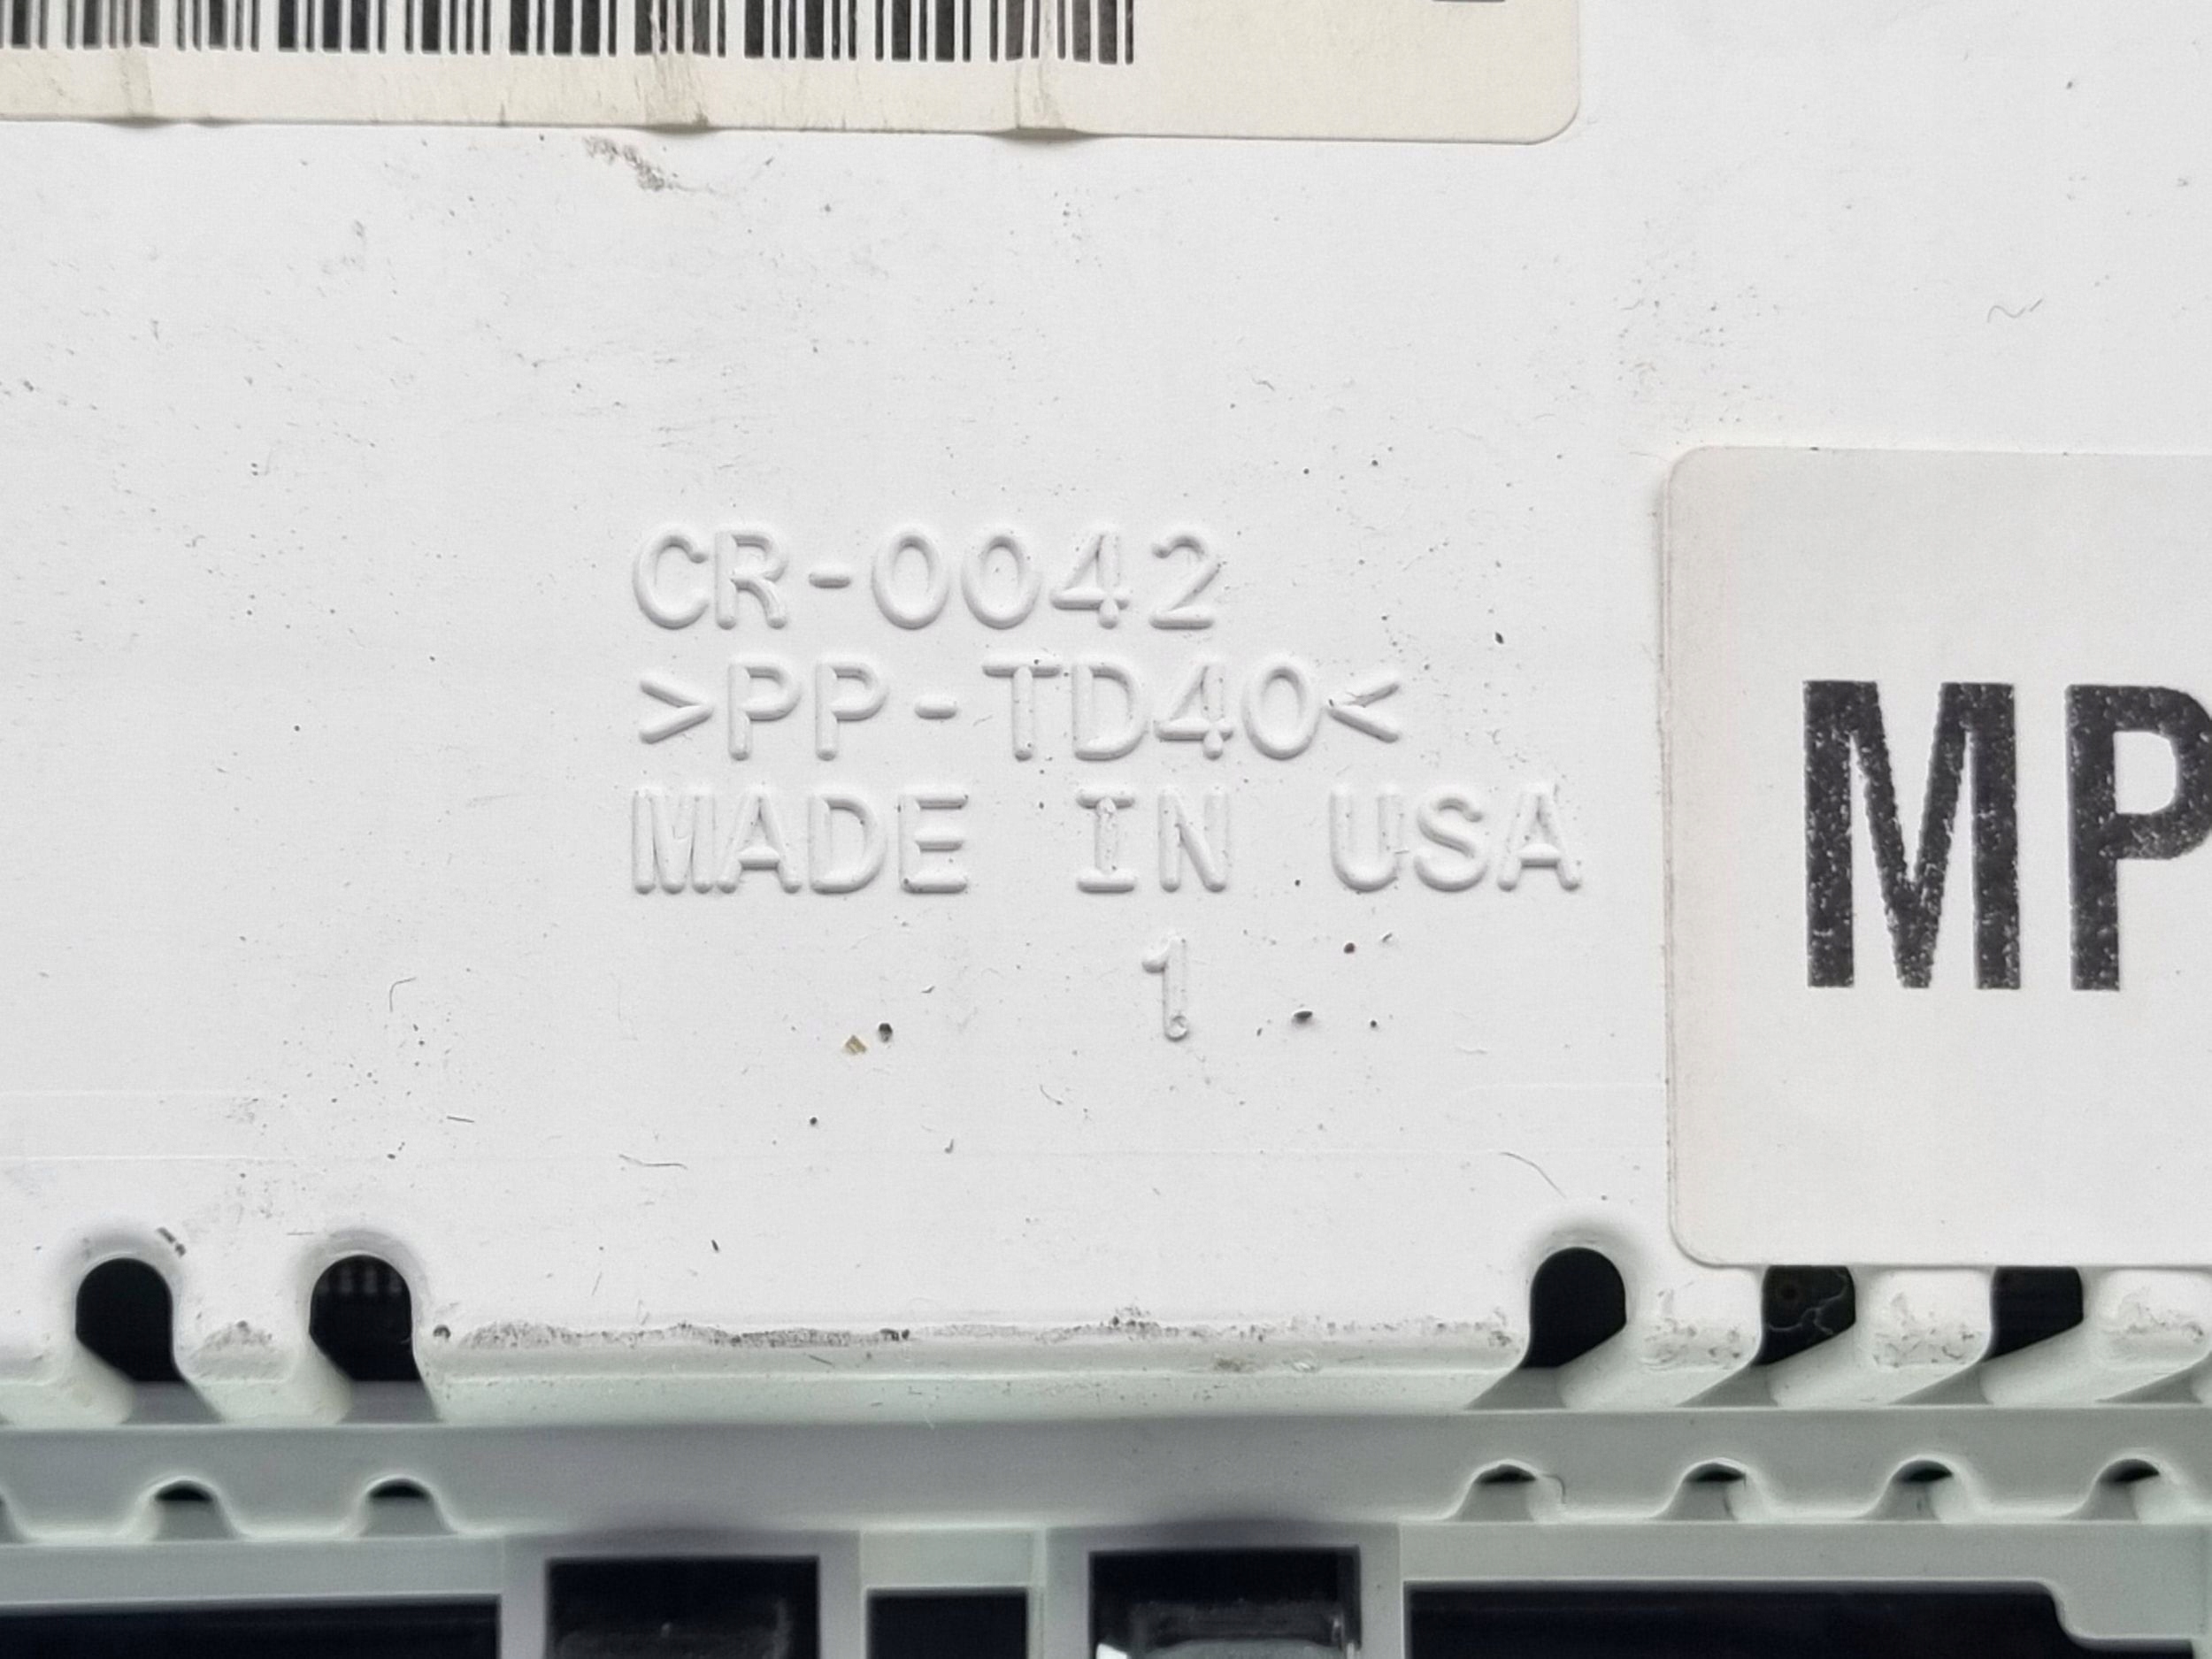 CR-0042
>PP-TD40<
MADE IN USA
1
MP